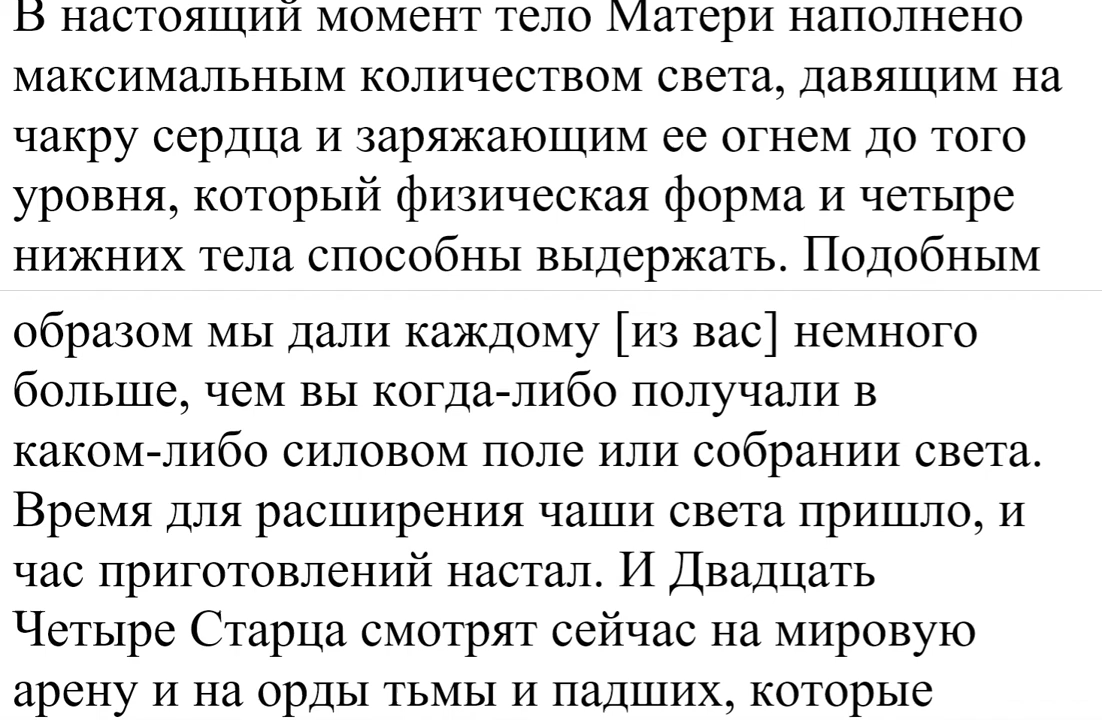 В настоящий момент тело Матери наполнено
максимальным количеством света, давящим на
чакру сердца и заряжающим ее огнем до того
уровня, который физическая форма и четыре
нижних тела способны выдержать. Подобным
образом мы дали каждому [из вас] немного
больше, чем вы когда-либо получали в
каком-либо силовом поле или собрании света.
Время для расширения чаши света пришло, и
час приготовлений настал. И Двадцать
Четыре Старца смотрят сейчас на мировую
арену и на орды тьмы и падших, которые